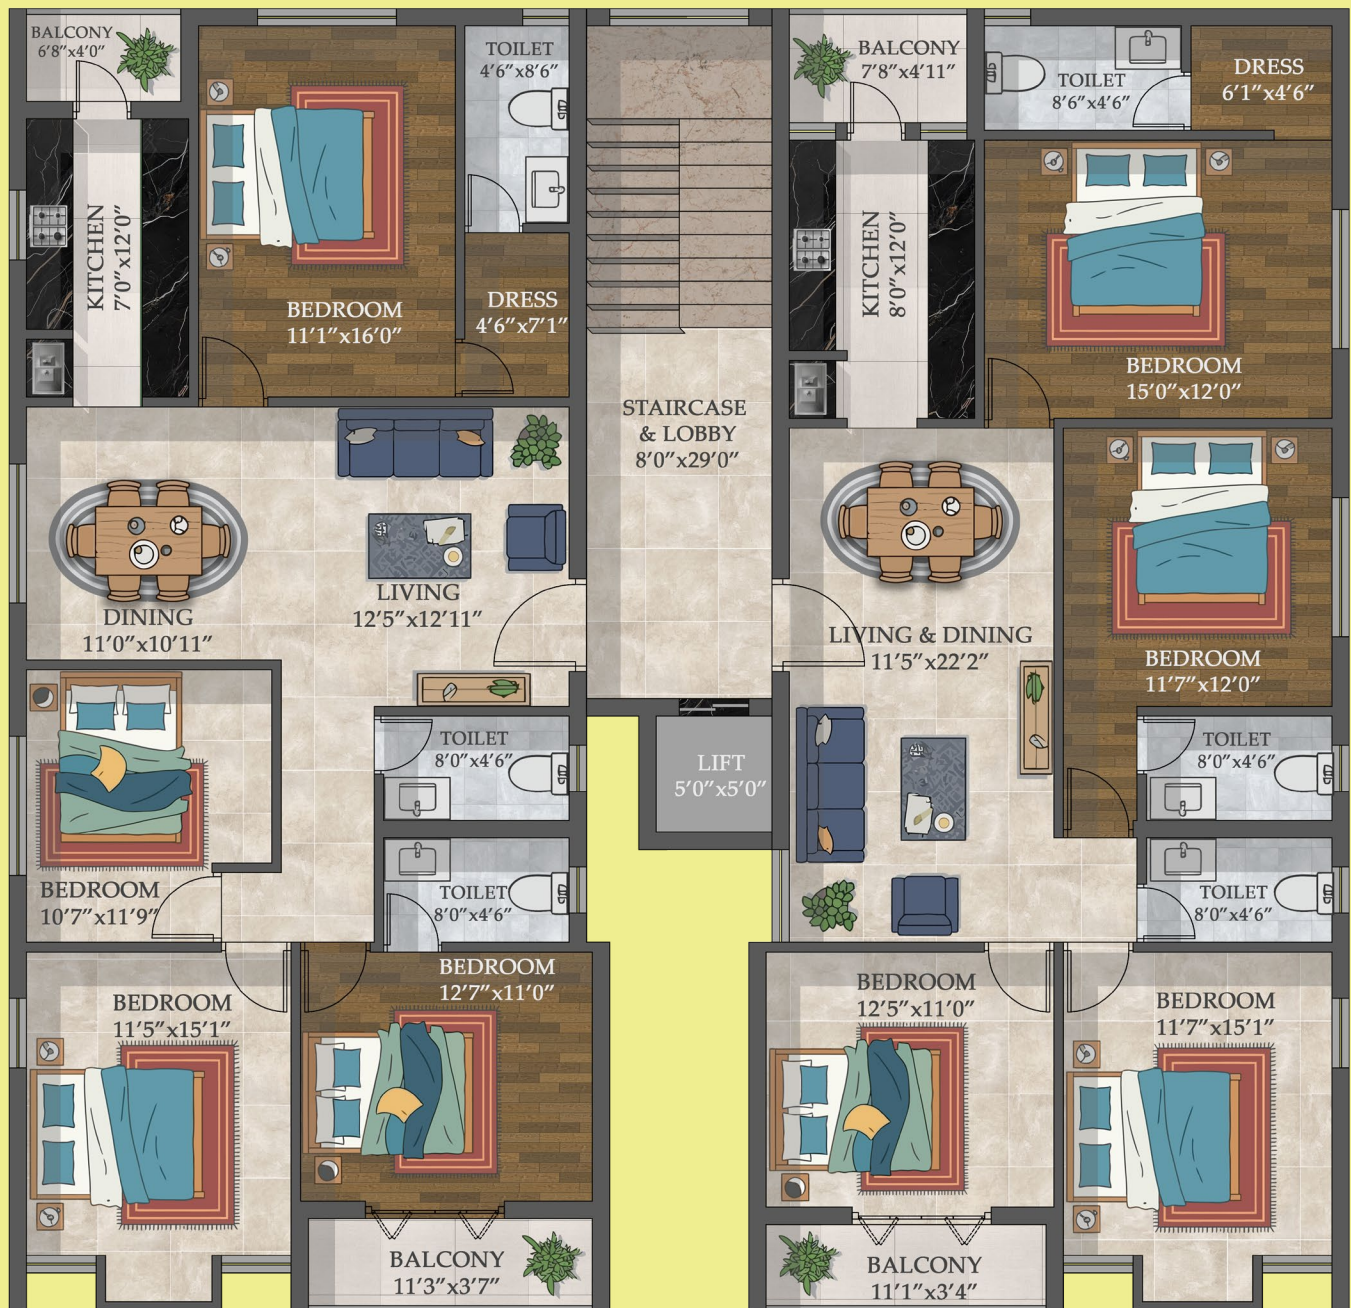 BALCONY
6'8"x4'0"
TOILET
4'6"x8'6"
BALCONY
7'8"x4'11"
TOILET
8'6"x4'6"
DRESS
6'1"x4'6"
KITCHEN
7'0"x12'0"
BEDROOM
11'1"x16'0"
DRESS
4'6"x7'1"
KITCHEN
8'0"x12'0"
BEDROOM
15'0"x12'0"
STAIRCASE
& LOBBY
8'0"x29'0"
DINING
11'0"x10'11"
LIVING
12'5"x12'11"
LIVING & DINING
11'5"x22'2"
BEDROOM
11'7"x12'0"
TOILET
8'0"x4'6"
LIFT
5'0"x5'0"
TOILET
8'0"x4'6"
BEDROOM
10'7"x11'9"
TOILET
8'0"x4'6"
TOILET
8'0"x4'6"
BEDROOM
11'5"x15'1"
BEDROOM
12'7"x11'0"
BEDROOM
12'5"x11'0"
BEDROOM
11'7"x15'1"
BALCONY
11'3"x3'7"
BALCONY
11'1"x3'4"